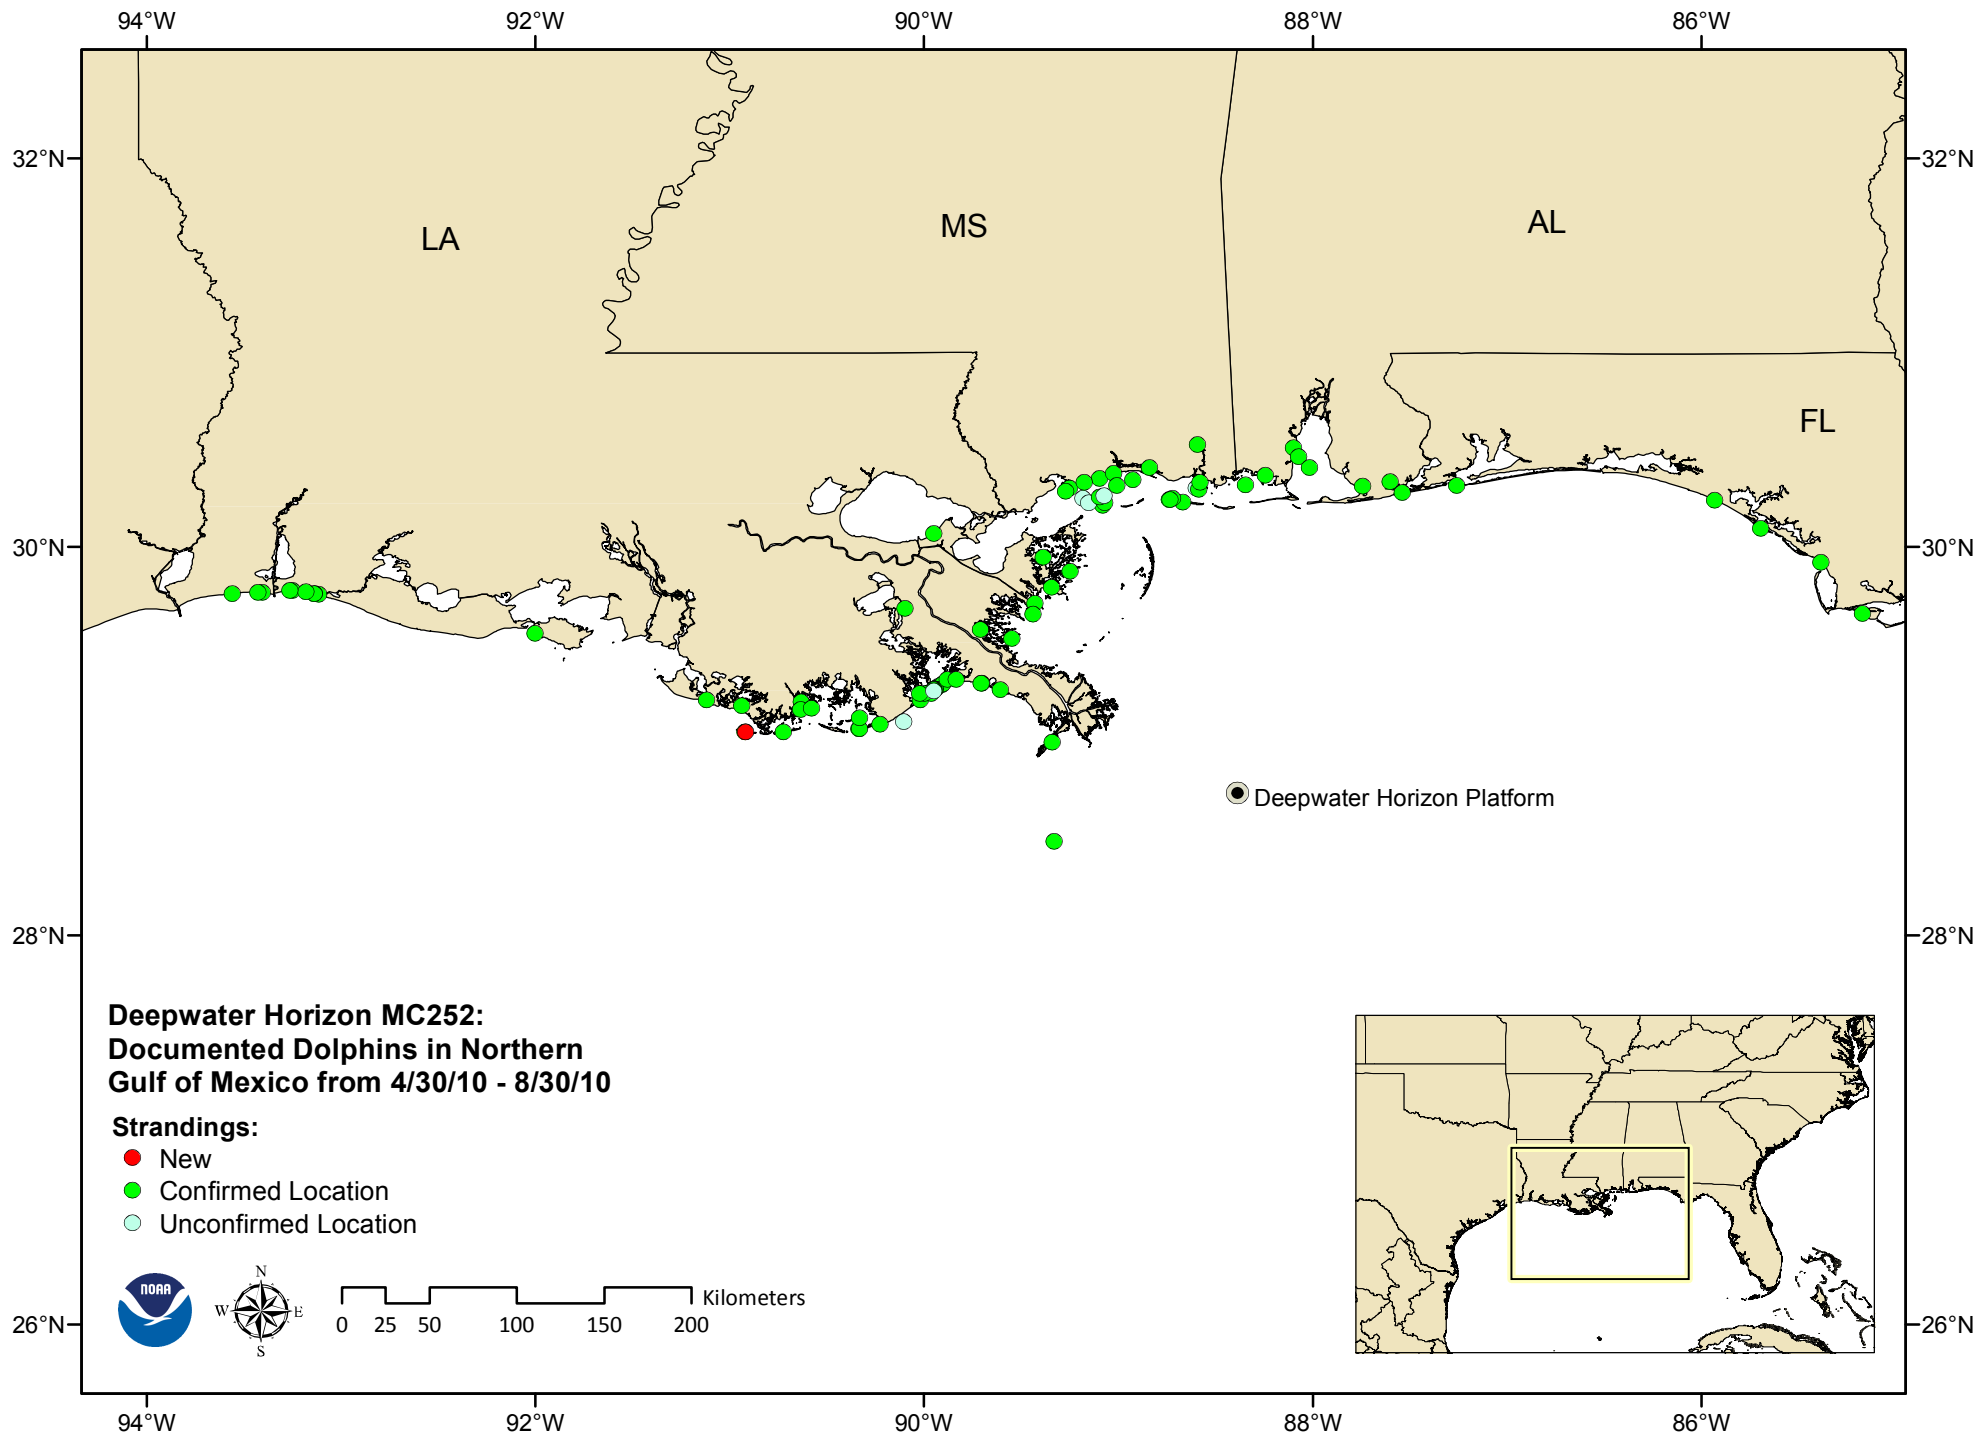 94°W 92°W 90°W 88°W 86°W
32°N 32°N
LA MS AL
FL
30°N 30°N
Deepwater Horizon Platform
28°N 28°N
Deepwater Horizon MC252:
Documented Dolphins in Northern
Gulf of Mexico from 4/30/10 - 8/30/10
Strandings:
New
Confirmed Location
Unconfirmed Location
NOAA
N
W E
S
Kilometers
0 25 50 100 150 200
26°N 26°N
94°W 92°W 90°W 88°W 86°W